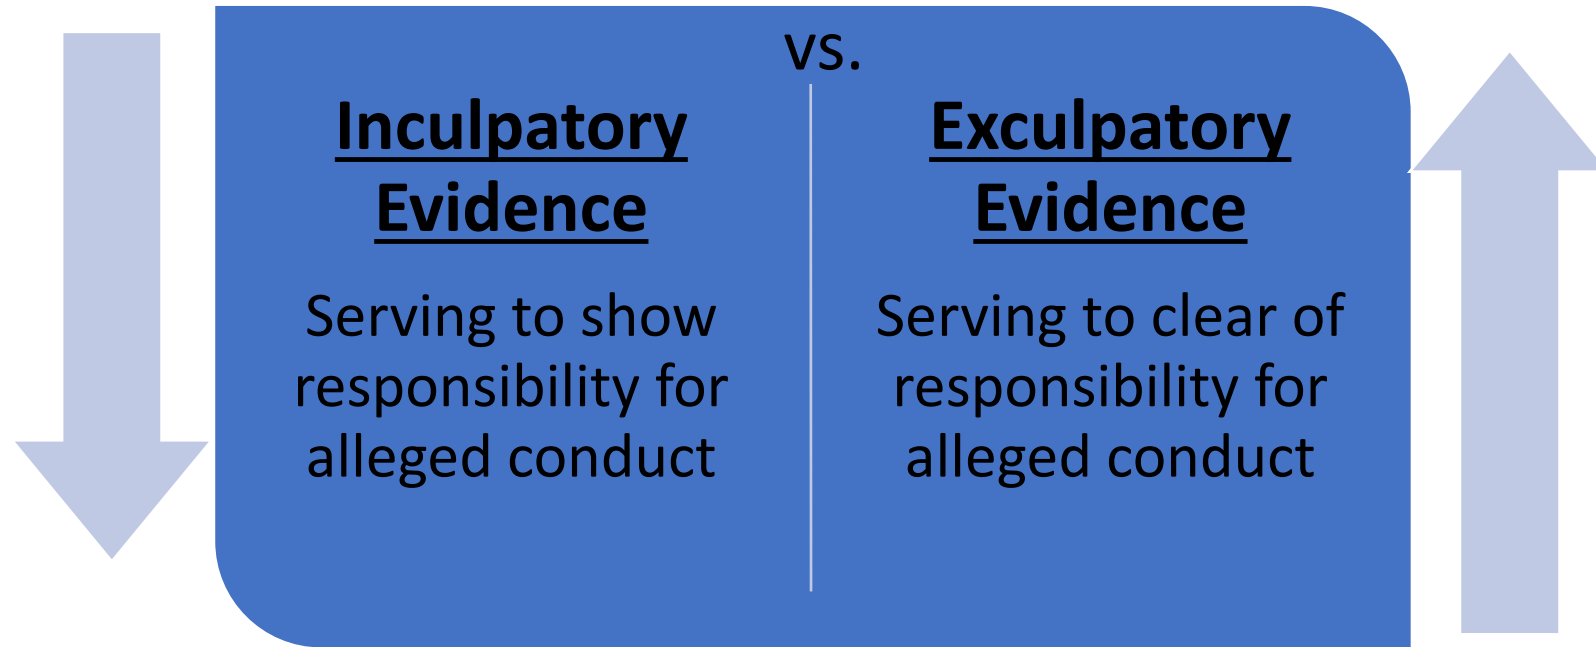 vs.
Inculpatory
Evidence
Serving to show
responsibility for
alleged conduct
Exculpatory
Evidence
Serving to clear of
responsibility for
alleged conduct